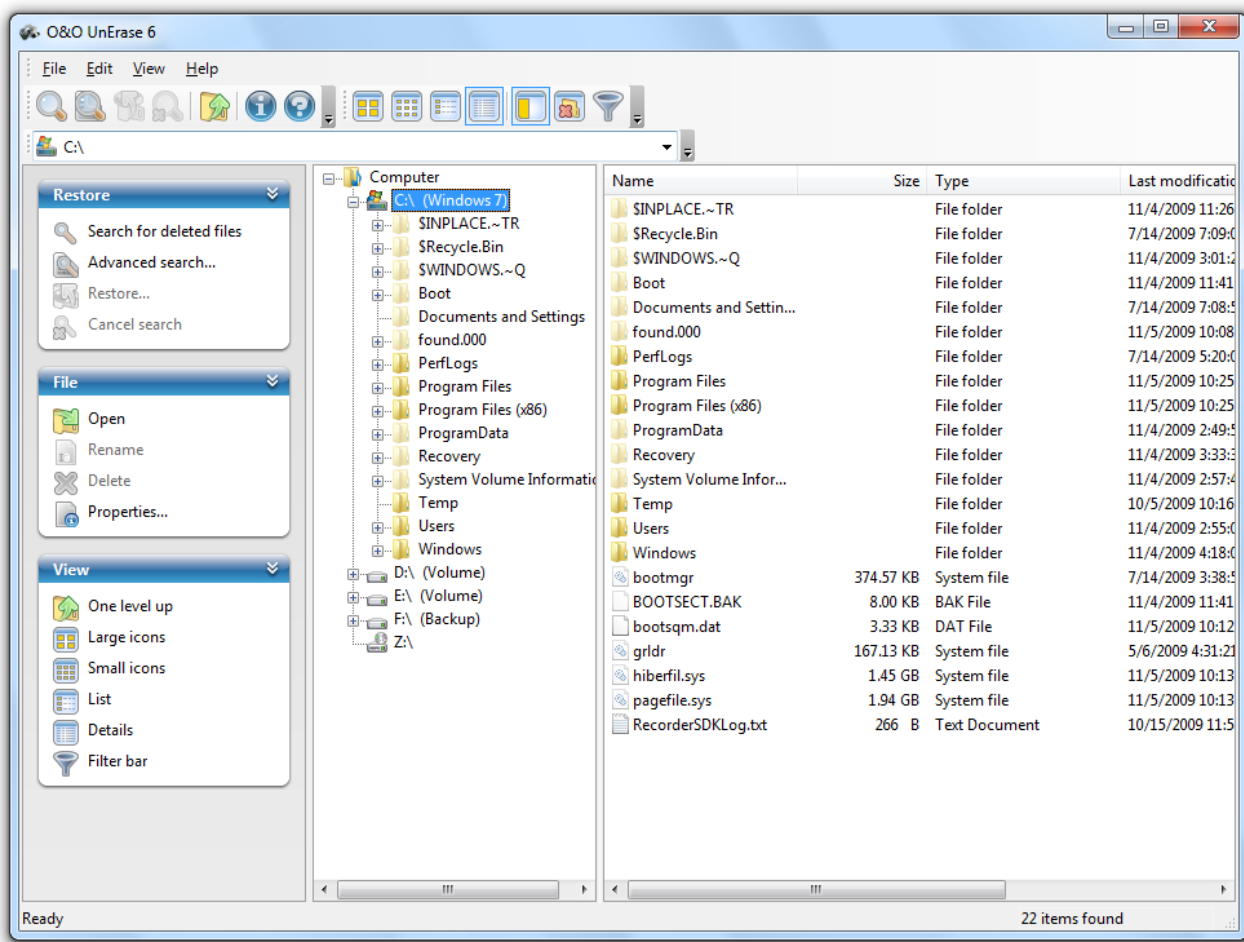 O&O UnErase 6
File Edit View Help
C:\
Restore
Search for deleted files
Advanced search...
Restore...
Cancel search
File
Open
Rename
Delete
Properties...
View
One level up
Large icons
Small icons
List
Details
Filter bar
Computer
C:\ (Windows 7)
$INPLACE.~TR
$Recycle.Bin
$WINDOWS.~Q
Boot
Documents and Settings
found.000
PerfLogs
Program Files
Program Files (x86)
ProgramData
Recovery
System Volume Informatic
Temp
Users
Windows
D:\ (Volume)
E:\ (Volume)
F:\ (Backup)
Z:\
Name Size Type Last modificatic
$INPLACE.~TR File folder 11/4/2009 11:26
$Recycle.Bin File folder 7/14/2009 7:09:0
$WINDOWS.~Q File folder 11/4/2009 3:01:2
Boot File folder 11/4/2009 11:41
Documents and Settin... File folder 7/14/2009 7:08:5
found.000 File folder 11/5/2009 10:08
PerfLogs File folder 7/14/2009 5:20:0
Program Files File folder 11/5/2009 10:25
Program Files (x86) File folder 11/5/2009 10:25
ProgramData File folder 11/4/2009 2:49:5
Recovery File folder 11/4/2009 3:33:3
System Volume Infor... File folder 11/4/2009 2:57:4
Temp File folder 10/5/2009 10:16
Users File folder 11/4/2009 2:55:0
Windows File folder 11/4/2009 4:18:0
bootmgr 374.57 KB System file 7/14/2009 3:38:5
BOOTSECT.BAK 8.00 KB BAK File 11/4/2009 11:41
bootsqm.dat 3.33 KB DAT File 11/5/2009 10:12
grldr 167.13 KB System file 5/6/2009 4:31:21
hiberfil.sys 1.45 GB System file 11/5/2009 10:13
pagefile.sys 1.94 GB System file 11/5/2009 10:13
RecorderSDKLog.txt 266 B Text Document 10/15/2009 11:5
Ready 22 items found